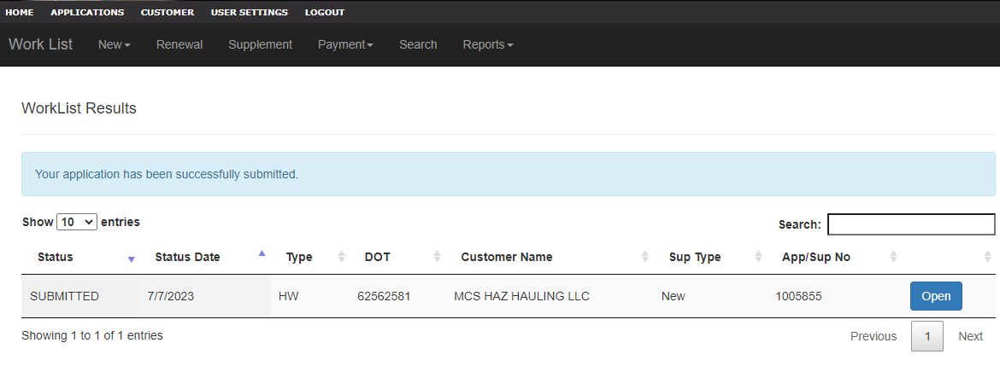 HOME APPLICATIONS CUSTOMER USER SETTINGS LOGOUT
Work List New Renewal Supplement Payment Search Reports
WorkList Results
Your application has been successfully submitted.
Show 10 entries Search:
Status Status Date Type DOT Customer Name Sup Type App/Sup No
SUBMITTED 7/7/2023 HW 62562581 MCS HAZ HAULING LLC New 1005855 Open
Showing 1 to 1 of 1 entries Previous 1 Next